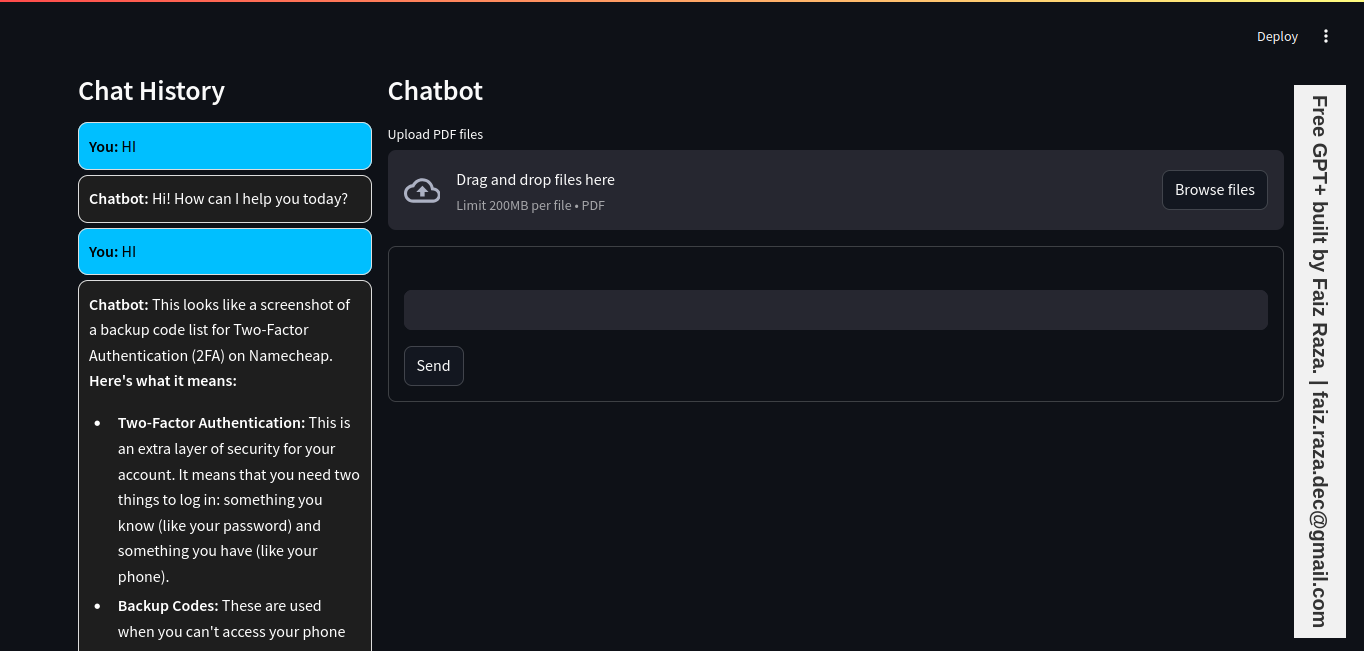 Deploy
Chat History
You: HI
Chatbot: Hi! How can I help you today?
You: HI
Chatbot: This looks like a screenshot of
a backup code list for Two-Factor
Authentication (2FA) on Namecheap.
Here's what it means:
• Two-Factor Authentication: This is
an extra layer of security for your
account. It means that you need two
things to log in: something you
know (like your password) and
something you have (like your
phone).
• Backup Codes: These are used
when you can't access your phone
Chatbot
Upload PDF files
Drag and drop files here
Limit 200MB per file • PDF
Browse files
Send
Free GPT+ built by Faiz Raza. | faiz.raza.dec@gmail.com